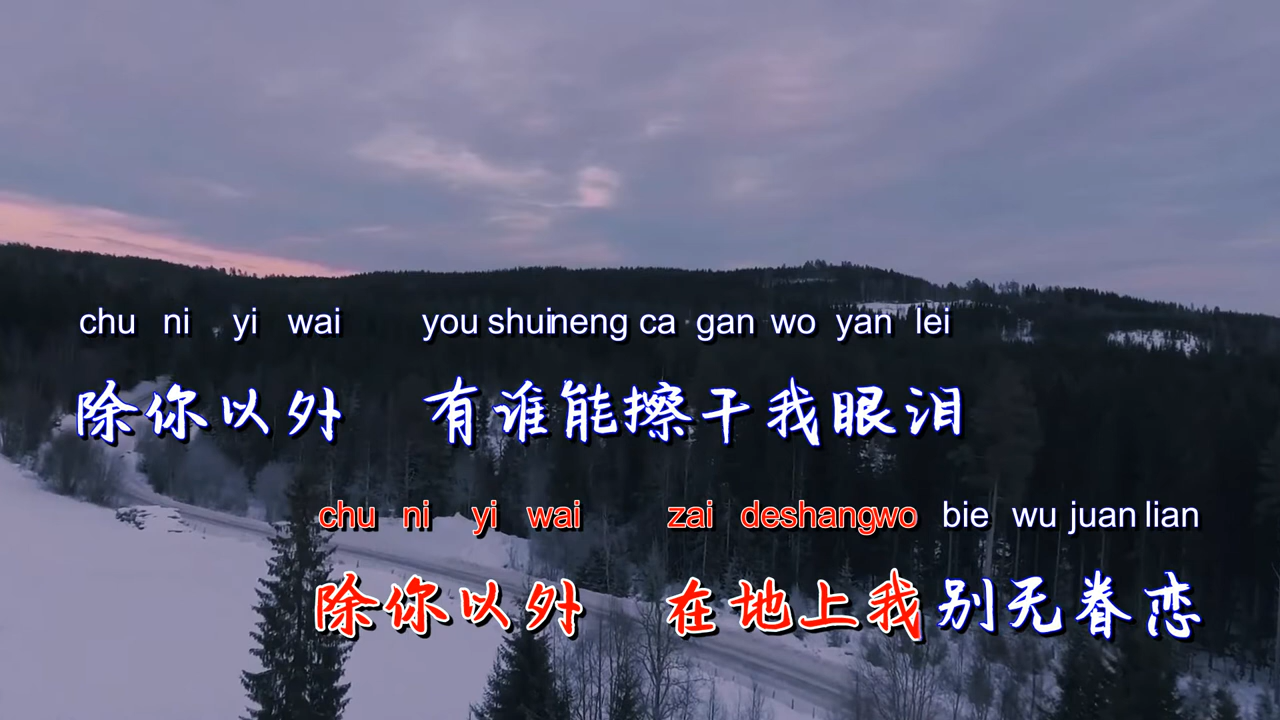 chu ni yi wai you shuineng ca gan wo yan lei
除你以外 有谁能擦干我眼泪
chu ni yi wai zai deshangwo bie wu juan lian
除你以外 在地上我别无眷恋